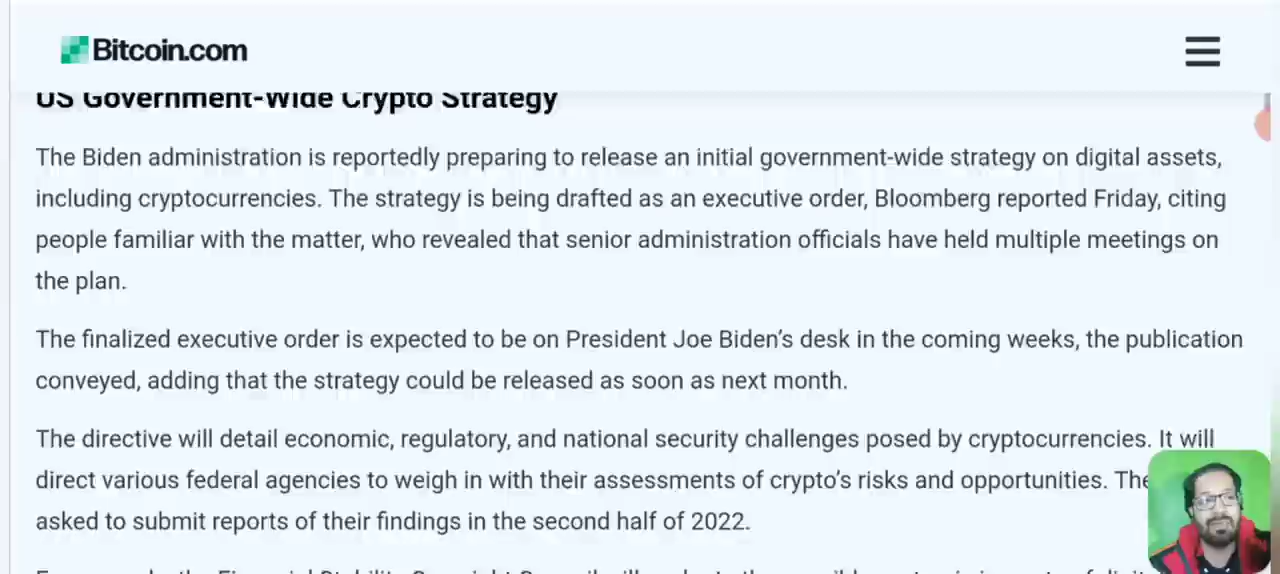 Bitcoin.com
US Government-Wide Crypto Strategy
The Biden administration is reportedly preparing to release an initial government-wide strategy on digital assets,
including cryptocurrencies. The strategy is being drafted as an executive order, Bloomberg reported Friday, citing
people familiar with the matter, who revealed that senior administration officials have held multiple meetings on
the plan.
The finalized executive order is expected to be on President Joe Biden's desk in the coming weeks, the publication
conveyed, adding that the strategy could be released as soon as next month.
The directive will detail economic, regulatory, and national security challenges posed by cryptocurrencies. It will
direct various federal agencies to weigh in with their assessments of crypto's risks and opportunities.
asked to submit reports of their findings in the second half of 2022.